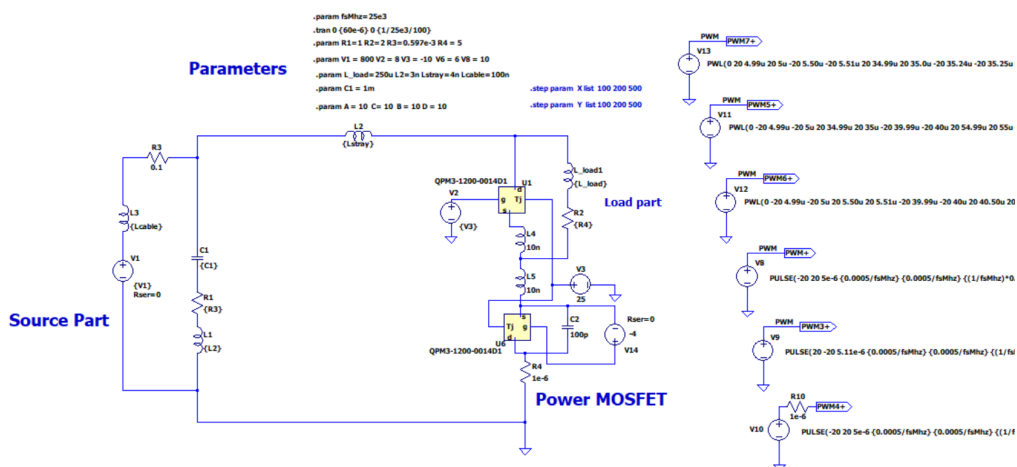 .param fsMhz=25e3
.tran 0 {60e-6} 0 {1/25e3/100}
.param R1=1 R2=2 R3=0.597e-3 R4 = 5
.param V1 = 800 V2 = 8 V3 = -10 V6 = 6 V8 = 10
.param L_load=250u L2=3n Lstray=4n Lcable=100n
.param C1 = 1m
.param A = 10 C= 10 B = 10 D = 10
Parameters
.step param X list 100 200 500
.step param Y list 100 200 500
L2
{Lstray}
R3
0.1
L3
{Lcable}
V1
{V1}
Rser=0
C1
{C1}
R1
{R3}
L1
{L2}
Source Part
QPM3-1200-0014D1
U1
d
g
Tj
s
V2
{V3}
L_load1
{L_load}
R2
{R4}
Load part
L4
10n
L5
10n
V3
25
s
Tj
g
d
U6
QPM3-1200-0014D1
C2
100p
Rser=0
-4
V14
R4
1e-6
Power MOSFET
PWM
PWM7+
V13
PWL(0 20 4.99u 20 5u -20 5.50u -20 5.51u 20 34.99u 20 35.0u -20 35.24u -20 35.25u
PWM
PWM5+
V11
PWL(0 -20 4.99u -20 5u 20 34.99u 20 35u -20 39.99u -20 40u 20 54.99u 20 55u
PWM
PWM6+
V12
PWL(0 -20 4.99u -20 5u 20 5.50u 20 5.51u -20 39.99u -20 40u 20 40.50u 20
PWM
PWM+
V8
PULSE(-20 20 5e-6 {0.0005/fsMhz} {0.0005/fsMhz} {(1/fsMhz)*0.
PWM
PWM3+
V9
PULSE(20 -20 5.11e-6 {0.0005/fsMhz} {0.0005/fsMhz} {(1/fs
R10
PWM4+
1e-6
V10
PULSE(-20 20 5e-6 {0.0005/fsMhz} {0.0005/fsMhz} {(1/f